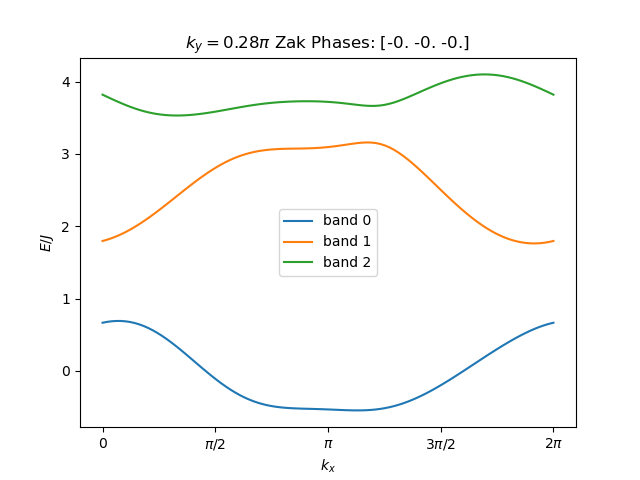 $k_y = 0.28\pi$ Zak Phases: [-0. -0. -0.]
4
3
2
1
0
E/J
band 0
band 1
band 2
0
π/2
π
3π/2
2π
$k_x$